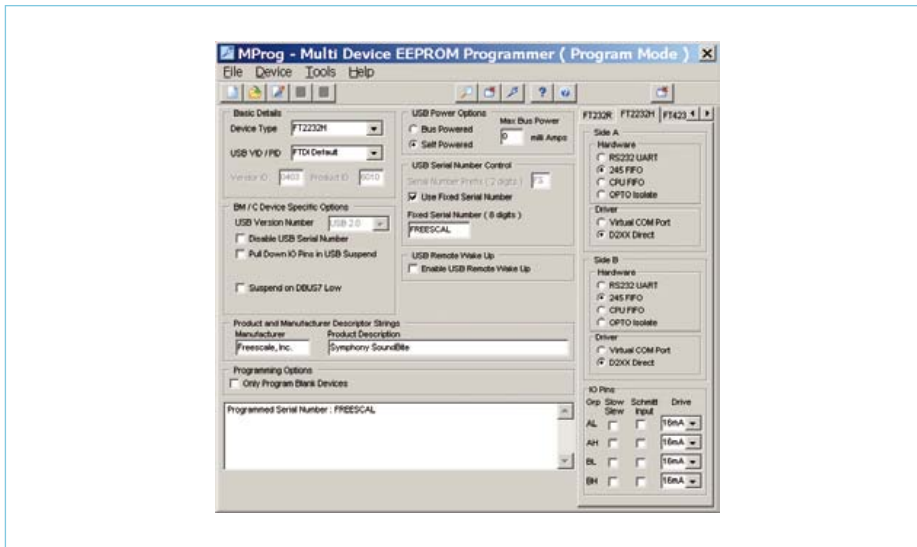 MProg - Multi Device EEPROM Programmer ( Program Mode )
File Device Tools Help
Basic Details
Device Type FT2232H
USB VID / PID FTDI Default
Vendor ID 0403 Product ID 6010
BM / C Device Specific Options
USB Version Number USB 2.0
Disable USB Serial Number
Pull Down IO Pins in USB Suspend
Suspend on DBUS7 Low
USB Power Options
Bus Powered
Self Powered
Max Bus Power
0 milli Amps
USB Serial Number Control
Serial Number Prefix ( 2 digits ) FS
Use Fixed Serial Number
Fixed Serial Number ( 8 digits )
FREESCAL
USB Remote Wake Up
Enable USB Remote Wake Up
Product and Manufacturer Descriptor Strings
Manufacturer Product Description
Freescale, Inc. Symphony SoundBite
Programming Options
Only Program Blank Devices
Programmed Serial Number : FREESCAL
FT232R FT2232H FT423
Side A
Hardware
RS232 UART
245 FIFO
CPU FIFO
OPTO Isolate
Driver
Virtual COM Port
D2XX Direct
Side B
Hardware
RS232 UART
245 FIFO
CPU FIFO
OPTO Isolate
Driver
Virtual COM Port
D2XX Direct
IO Pins
Grp Slow Slew Schmitt Input Drive
AL 16mA
AH 16mA
BL 16mA
BH 16mA